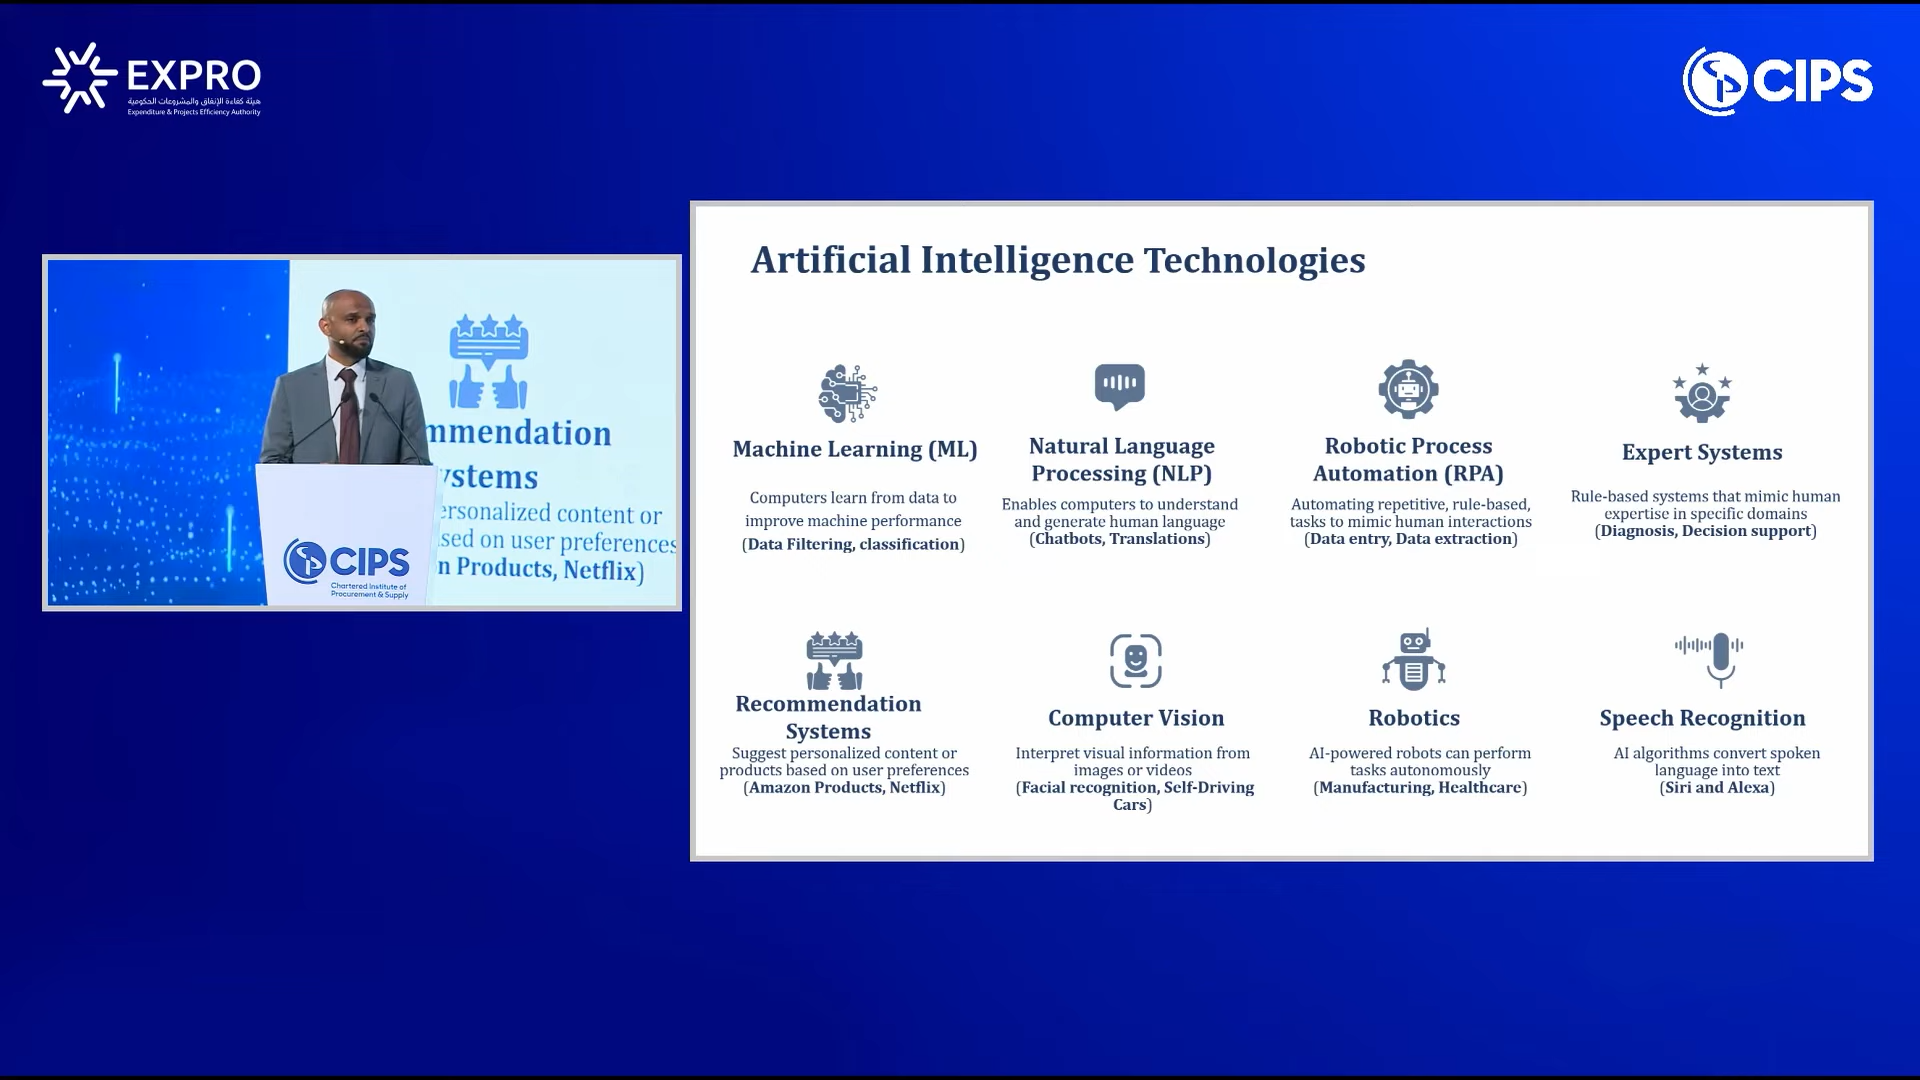 EXPRO
هيئة كفاءة الإنفاق والمشروعات الحكومية
Expenditure & Projects Efficiency Authority
CIPS
mmendation
ystems
ersonalized content or
sed on user preferences
n Products, Netflix)
CIPS
Chartered Institute of
Procurement & Supply
Artificial Intelligence Technologies
Machine Learning (ML)
Computers learn from data to
improve machine performance
(Data Filtering, classification)
Natural Language
Processing (NLP)
Enables computers to understand
and generate human language
(Chatbots, Translations)
Robotic Process
Automation (RPA)
Automating repetitive, rule-based,
tasks to mimic human interactions
(Data entry, Data extraction)
Expert Systems
Rule-based systems that mimic human
expertise in specific domains
(Diagnosis, Decision support)
Recommendation
Systems
Suggest personalized content or
products based on user preferences
(Amazon Products, Netflix)
Computer Vision
Interpret visual information from
images or videos
(Facial recognition, Self-Driving
Cars)
Robotics
AI-powered robots can perform
tasks autonomously
(Manufacturing, Healthcare)
Speech Recognition
AI algorithms convert spoken
language into text
(Siri and Alexa)